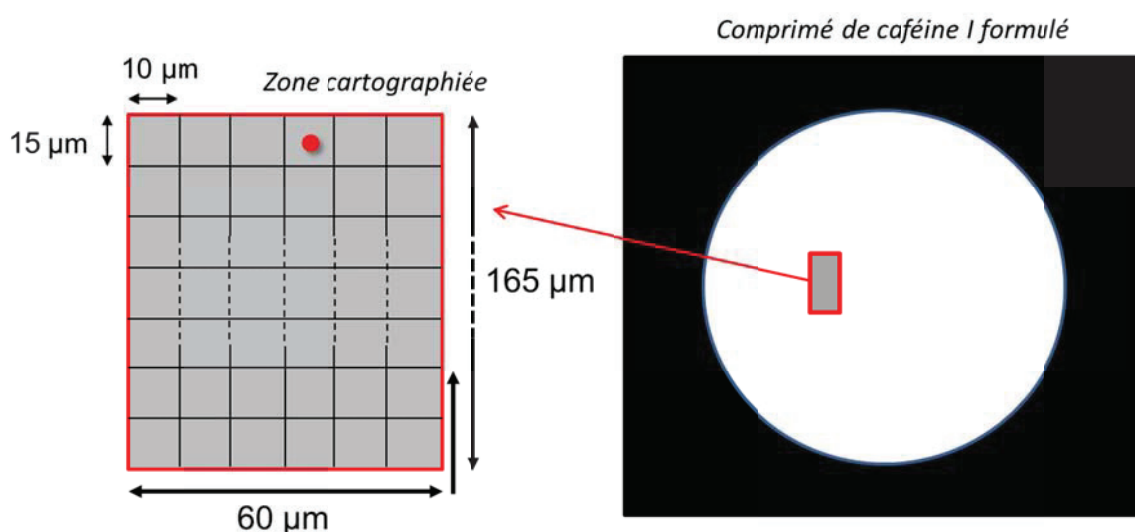 Comprimé de caféine I formulé
10 µm
Zone cartographiée
15 µm
165 µm
60 µm